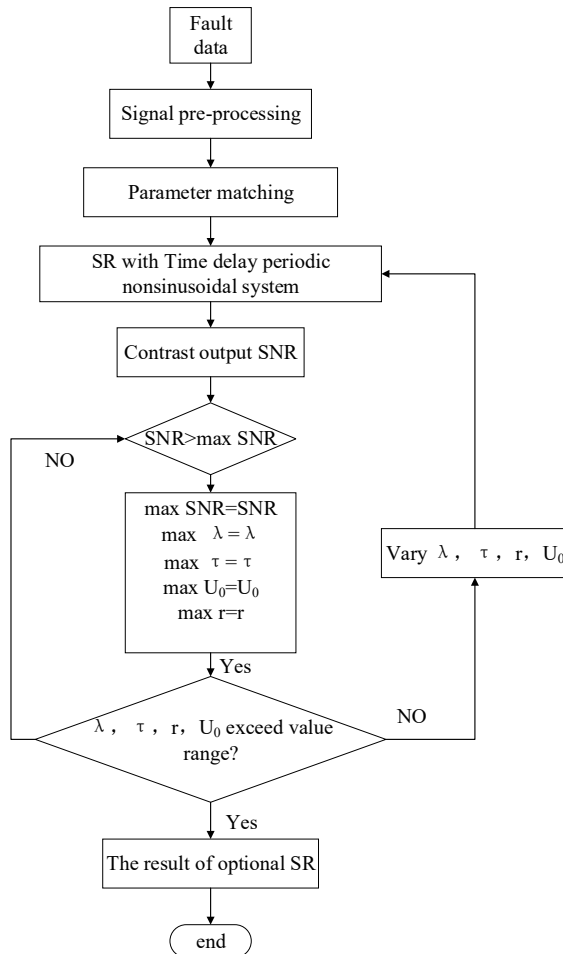 Fault
data
Signal pre-processing
Parameter matching
SR with Time delay periodic
nonsinusoidal system
Contrast output SNR
SNR>max SNR
NO
max SNR=SNR
max λ=λ
max τ=τ
max U₀=U₀
max r=r
Vary λ, τ, r, U₀
Yes
λ, τ, r, U₀ exceed value
range?
NO
Yes
The result of optional SR
end